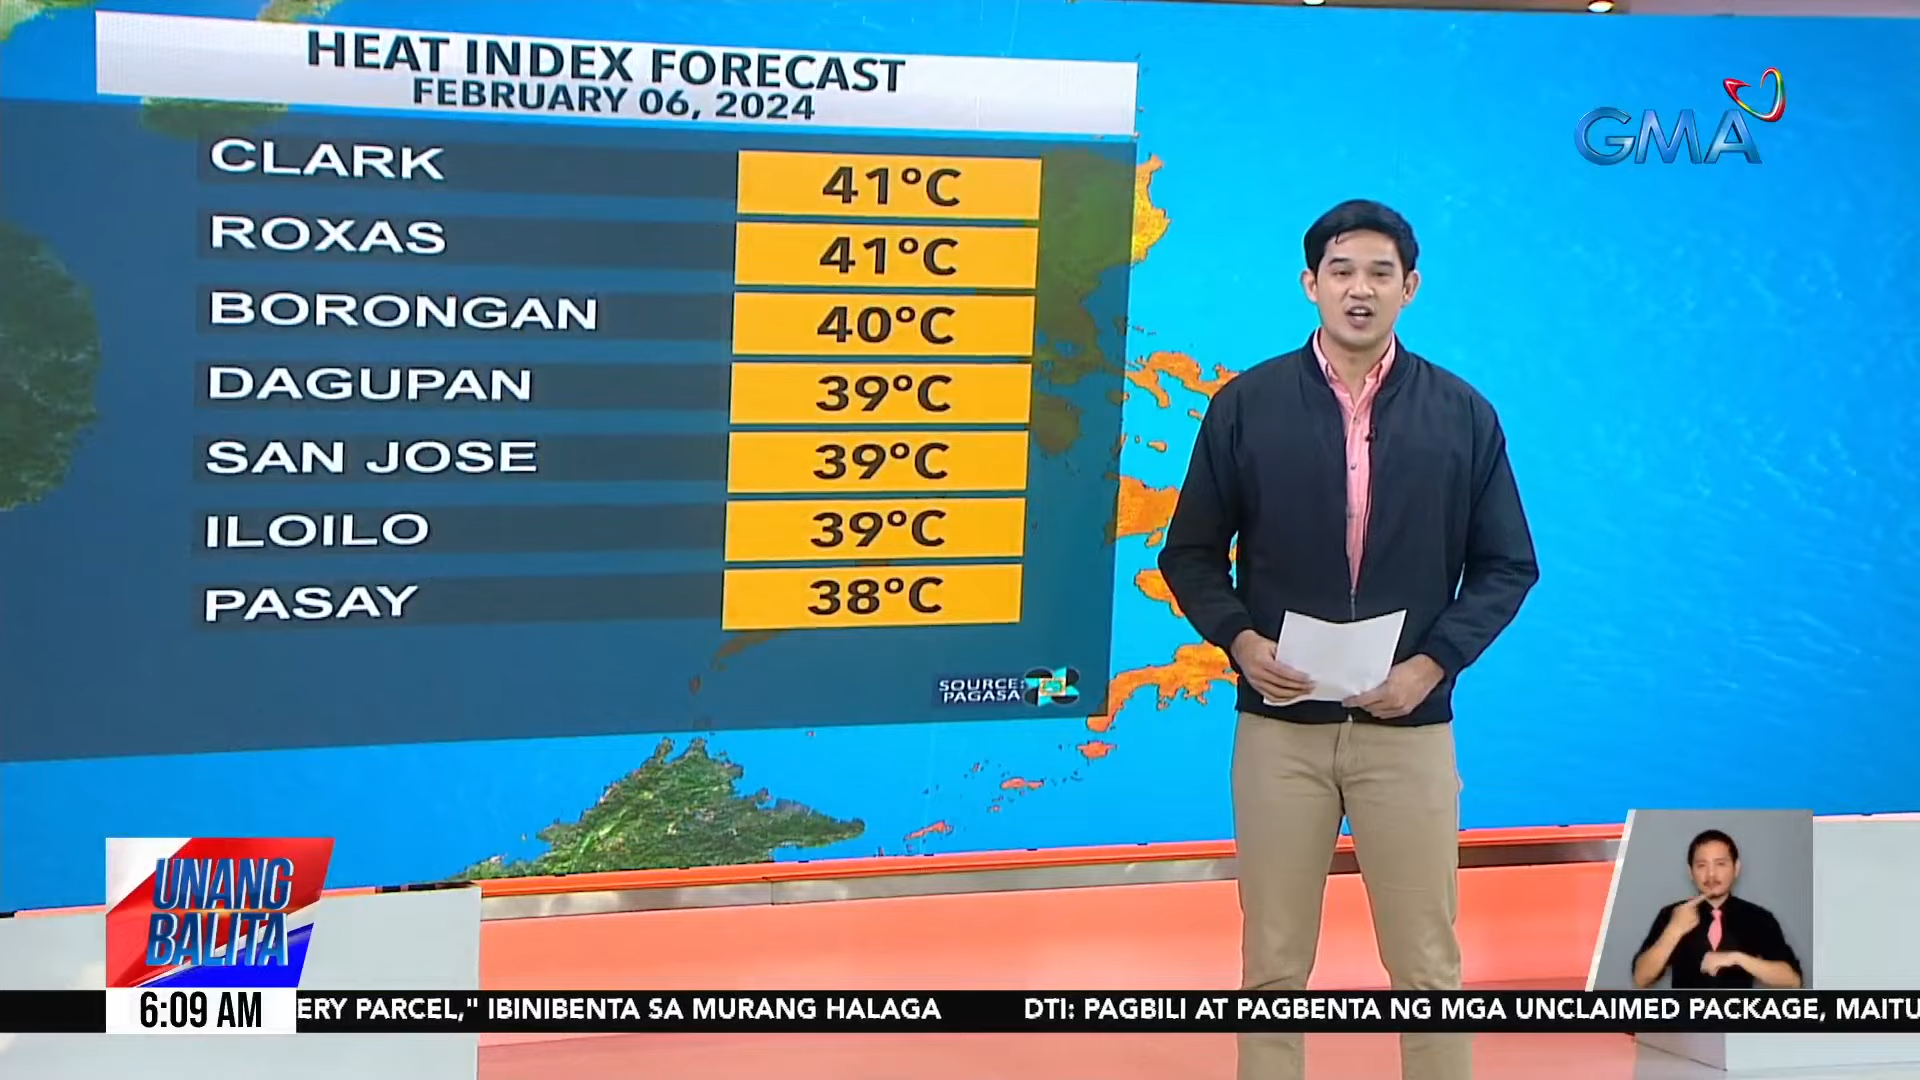 HEAT INDEX FORECAST
FEBRUARY 06, 2024
CLARK 41°C
ROXAS 41°C
BORONGAN 40°C
DAGUPAN 39°C
SAN JOSE 39°C
ILOILO 39°C
PASAY 38°C
SOURCE:
PAGASA
GMA
UNANG
BALITA
6:09 AM
ERY PARCEL," IBINIBENTA SA MURANG HALAGA DTI: PAGBILI AT PAGBENTA NG MGA UNCLAIMED PACKAGE, MAITU